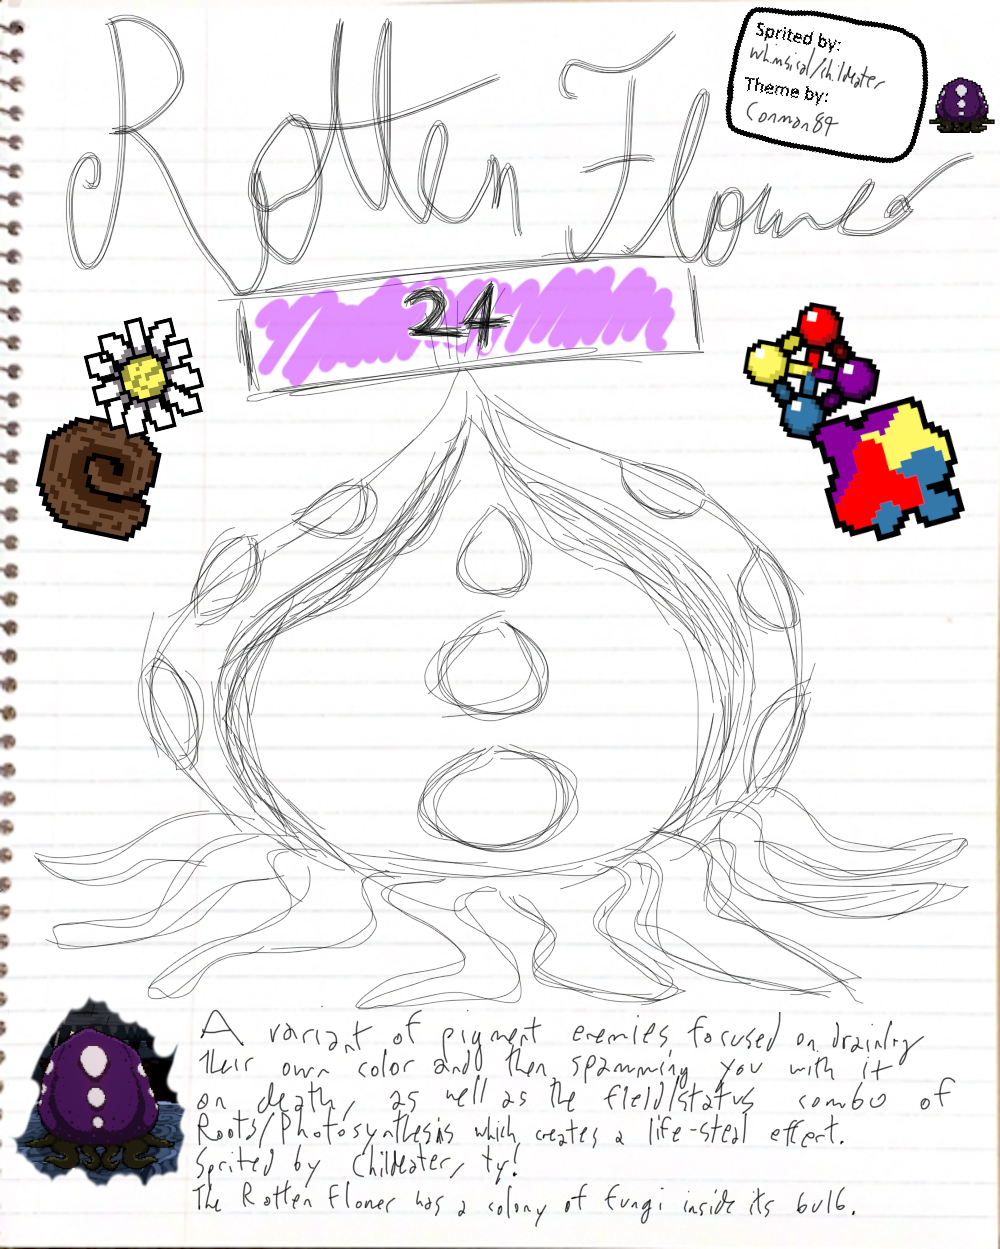 Rotten Flower
Sprited by:
whimsical/childeater
Theme by:
Conman84
24
A variant of pigment enemies focused on draining
their own color and then spamming you with it
on death, as well as the field/status combo of
Roots/Photosynthesis which creates a life-steal effect.
Sprited by Childeater, ty!
The Rotten Flower has a colony of fungi inside its bulb.